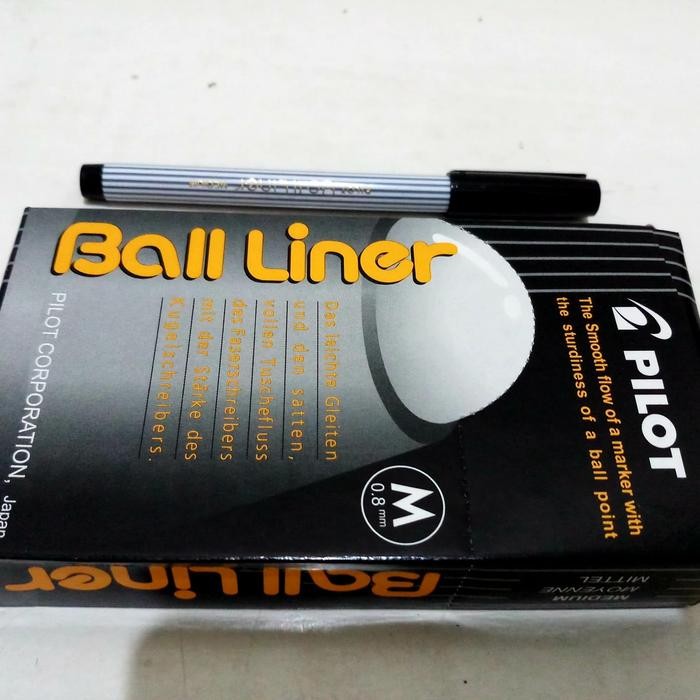 Ball Liner
PILOT
The Smooth flow of a marker with
the sturdiness of a ball point
Das leichte Gleiten
und den satten,
vollen Tuschefluss
des Faserschreibers
mit der Stärke des
Kugelschreibers.
M
0.8 mm
PILOT CORPORATION, Japan
Ball Liner
MEDIUM
MOYENNE
MITTEL